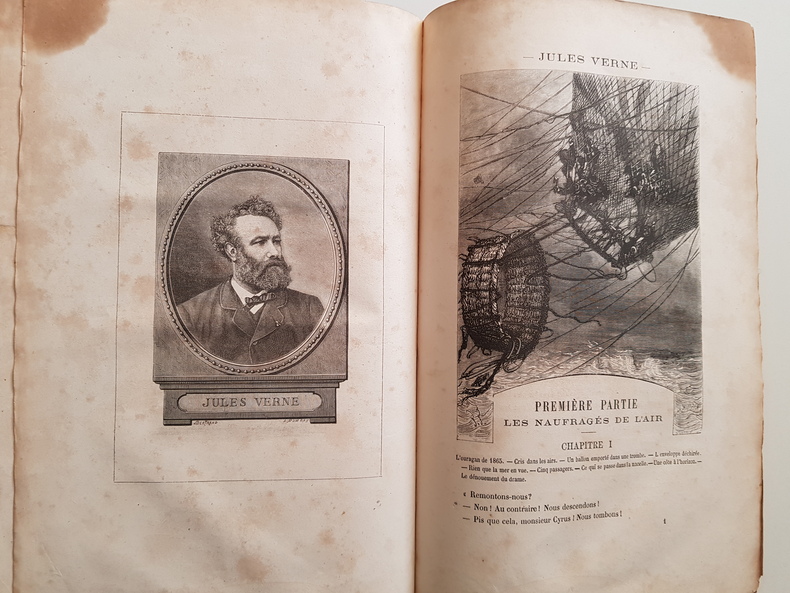 JULES VERNE
— JULES VERNE —
PREMIÈRE PARTIE
LES NAUFRAGÉS DE L'AIR
CHAPITRE I
L'ouragan de 1865. — Cris dans les airs. — Un ballon emporté dans une trombe. — L'enveloppe déchirée.
— Rien que la mer en vue. — Cinq passagers. — Ce qui se passe dans la nacelle. — Une côte à l'horizon. —
Le dénouement du drame.
« Remontons-nous?
— Non! Au contraire! Nous descendons!
— Pis que cela, monsieur Cyrus! Nous tombons!
1